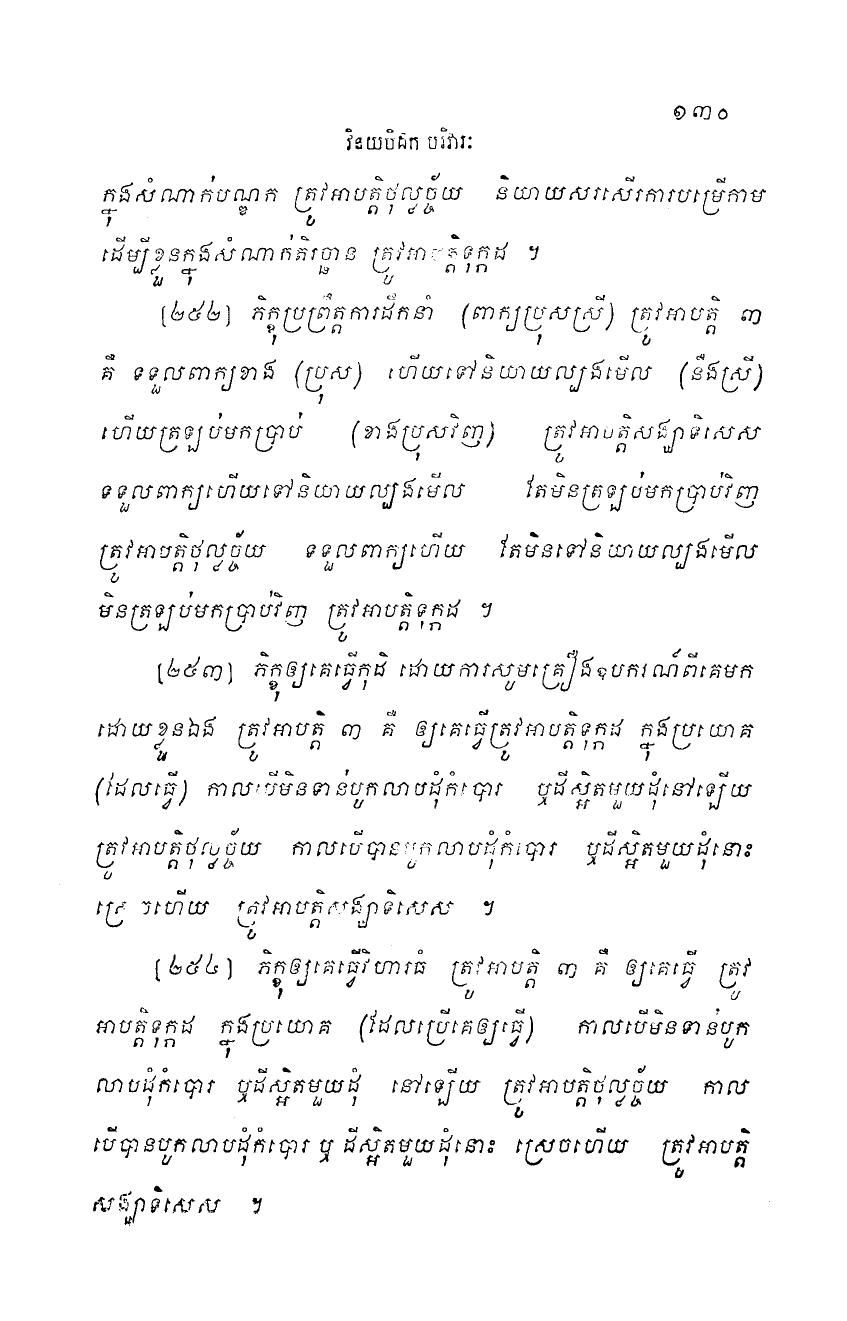 ១៣០
វិនយបិដក បរិវារៈ
ក្នុងសំណាក់បណ្ឌក ត្រូវអាបត្តិថុល្លច្ច័យ និយាយសរសើរការបម្រើកាម
ដើម្បីខ្លួនក្នុងសំណាក់តិរច្ឆាន ត្រូវអាបត្តិទុក្កដ ។
[២៥២] ភិក្ខុប្រព្រឹត្តការដឹកនាំ (ពាក្យប្រុសស្រី) ត្រូវអាបត្តិ ៣
គឺ ទទួលពាក្យខាង (ប្រុស) ហើយទៅនិយាយល្បងមើល (នឹងស្រី)
ហើយត្រឡប់មកប្រាប់ (ខាងប្រុសវិញ) ត្រូវអាបត្តិសង្ឃាទិសេស
ទទួលពាក្យហើយទៅនិយាយល្បងមើល តែមិនត្រឡប់មកប្រាប់វិញ
ត្រូវអាបត្តិថុល្លច្ច័យ ទទួលពាក្យហើយ តែមិនទៅនិយាយល្បងមើល
មិនត្រឡប់មកប្រាប់វិញ ត្រូវអាបត្តិទុក្កដ ។
[២៥៣] ភិក្ខុឲ្យគេធ្វើកុដិ ដោយការសូមគ្រឿងឧបករណ៍ពីគេមក
ដោយខ្លួនឯង ត្រូវអាបត្តិ ៣ គឺ ឲ្យគេធ្វើត្រូវអាបត្តិទុក្កដ ក្នុងប្រយោគ
(ដែលធ្វើ) កាលបើមិនទាន់បូកលាបដុំកំបោរ ឬដីស្អិតមួយដុំនៅឡើយ
ត្រូវអាបត្តិថុល្លច្ច័យ កាលបើបានបូកលាបដុំកំបោរ ឬដីស្អិតមួយដុំនោះ
ស្រេចហើយ ត្រូវអាបត្តិសង្ឃាទិសេស ។
[២៥៤] ភិក្ខុឲ្យគេធ្វើវិហារធំ ត្រូវអាបត្តិ ៣ គឺ ឲ្យគេធ្វើ ត្រូវ
អាបត្តិទុក្កដ ក្នុងប្រយោគ (ដែលប្រើគេឲ្យធ្វើ) កាលបើមិនទាន់បូក
លាបដុំកំបោរ ឬដីស្អិតមួយដុំ នៅឡើយ ត្រូវអាបត្តិថុល្លច្ច័យ កាល
បើបានបូកលាបដុំកំបោរ ឬ ដីស្អិតមួយដុំនោះ ស្រេចហើយ ត្រូវអាបត្តិ
សង្ឃាទិសេស ។